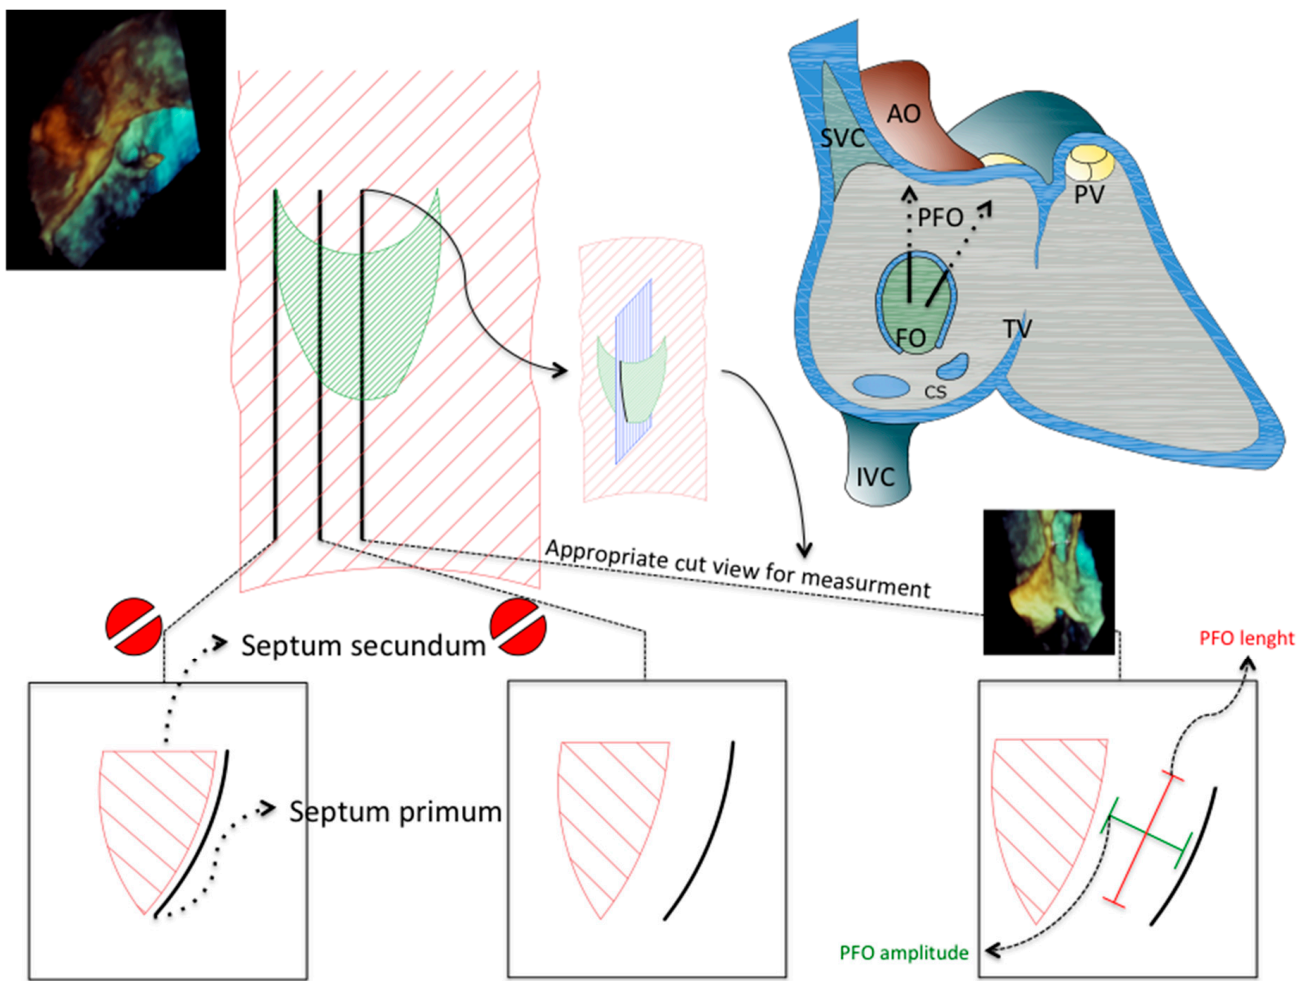 AO
SVC
PV
PFO
TV
FO
CS
IVC
Appropriate cut view for measurment
Septum secundum
PFO lenght
Septum primum
PFO amplitude